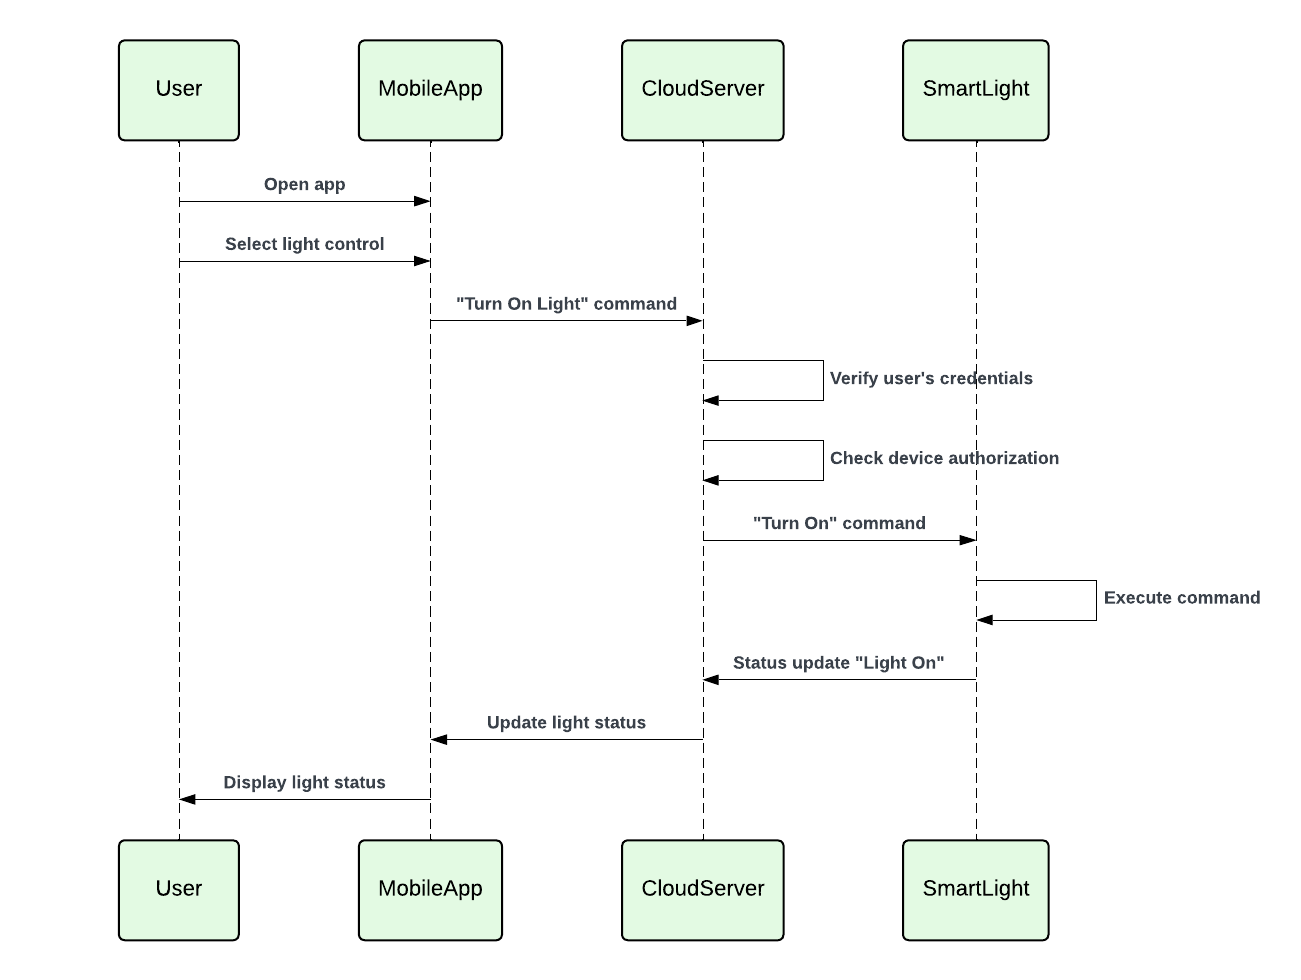 User
MobileApp
CloudServer
SmartLight
Open app
Select light control
"Turn On Light" command
Verify user's credentials
Check device authorization
"Turn On" command
Execute command
Status update "Light On"
Update light status
Display light status
User
MobileApp
CloudServer
SmartLight